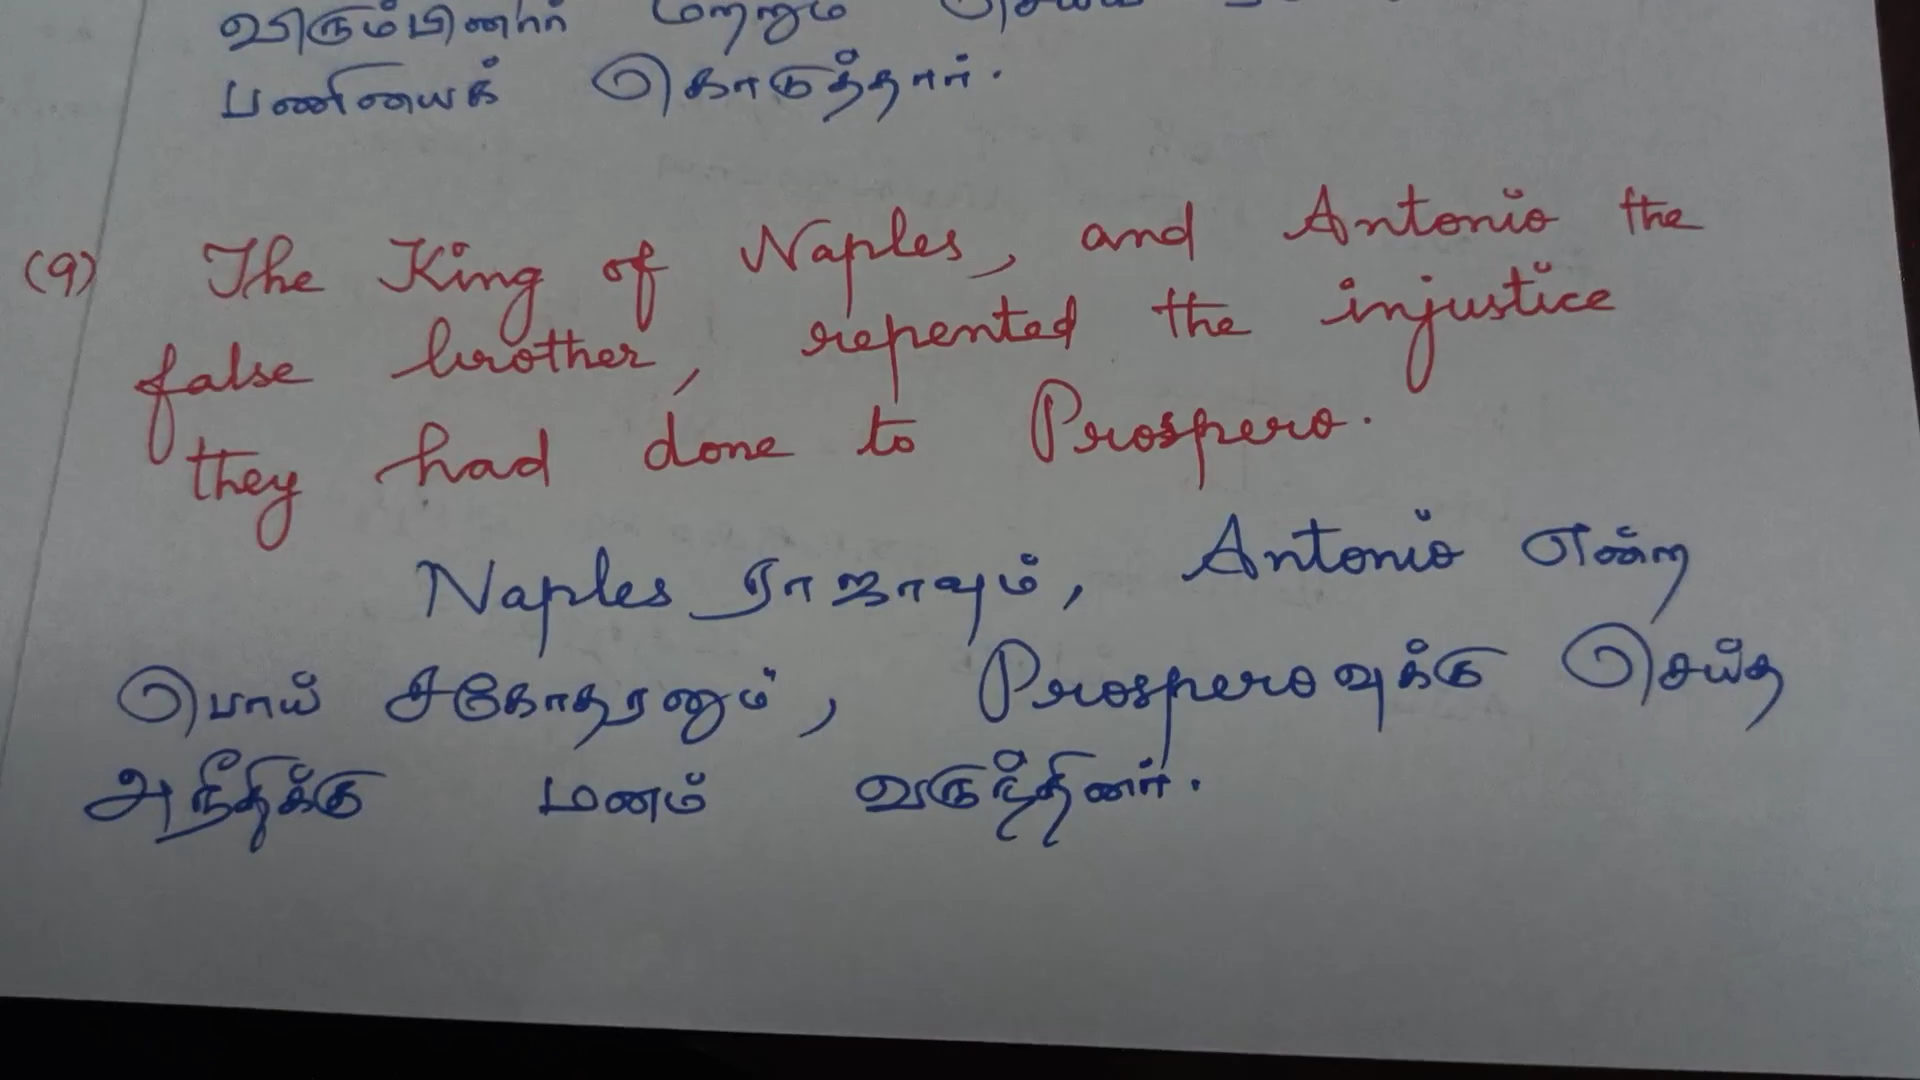 விரும்பினார் மற்றும்
பணியைக் கொடுத்தார்.
(9) The King of Naples, and Antonio the
false brother, repented the injustice
they had done to Prospero.
Naples ராஜாவும், Antonio என்ற
பொய் சகோதரனும், Prosperoவுக்கு செய்த
அநீதிக்கு மனம் வருந்தினர்.